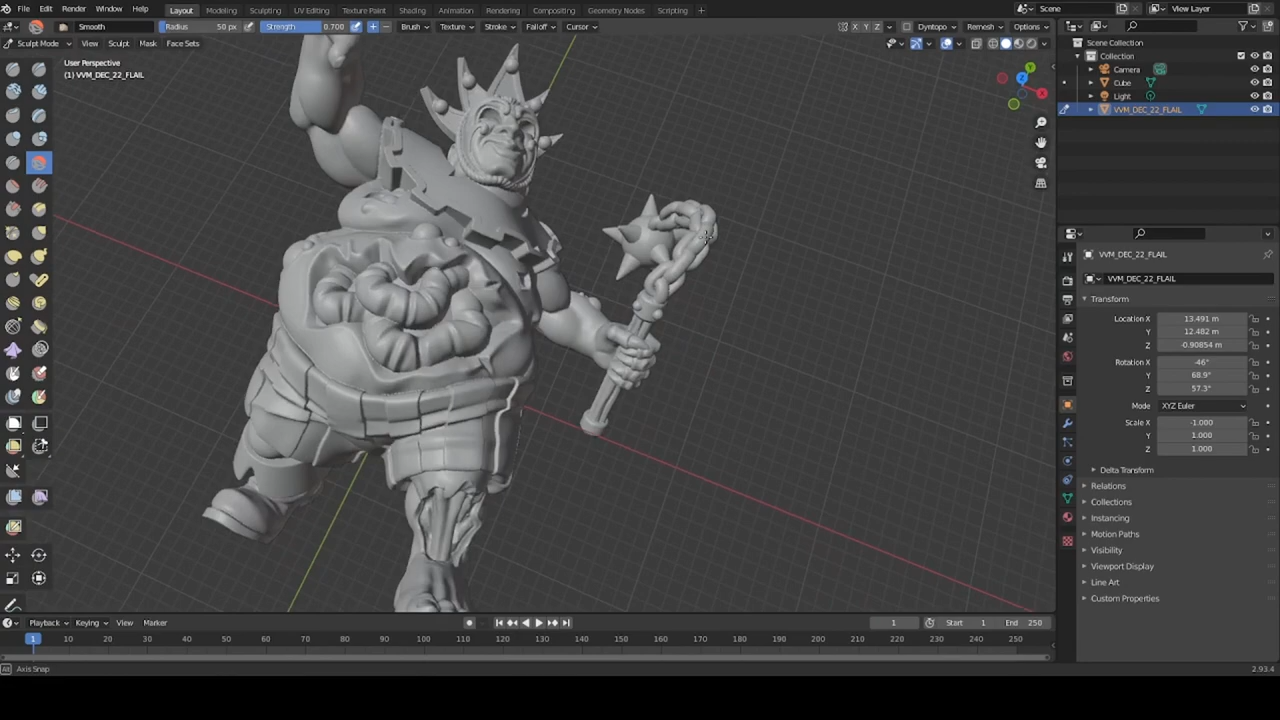 File Edit Render Window Help Layout Modeling Sculpting UV Editing Texture Paint Shading Animation Rendering Compositing Geometry Nodes Scripting + Scene View Layer
Smooth Radius 50 px Strength 0.700 Brush Texture Stroke Falloff Cursor X Y Z Dyntopo Remesh Options
Sculpt Mode View Sculpt Mask Face Sets
User Perspective
(1) VVM_DEC_22_FLAIL
Y
Z
X
Scene Collection
Collection
Camera
Cube
Light
VVM_DEC_22_FLAIL
VVM_DEC_22_FLAIL
VVM_DEC_22_FLAIL
Transform
Location X 13.491 m
Y 12.482 m
Z -0.90854 m
Rotation X -46°
Y 68.9°
Z 57.3°
Mode XYZ Euler
Scale X -1.000
Y 1.000
Z 1.000
Delta Transform
Relations
Collections
Instancing
Motion Paths
Visibility
Viewport Display
Line Art
Custom Properties
Playback Keying View Marker 1 Start 1 End 250
1 10 20 30 40 50 60 70 80 90 100 110 120 130 140 150 160 170 180 190 200 210 220 230 240 250
Alt Axis Snap 2.93.4